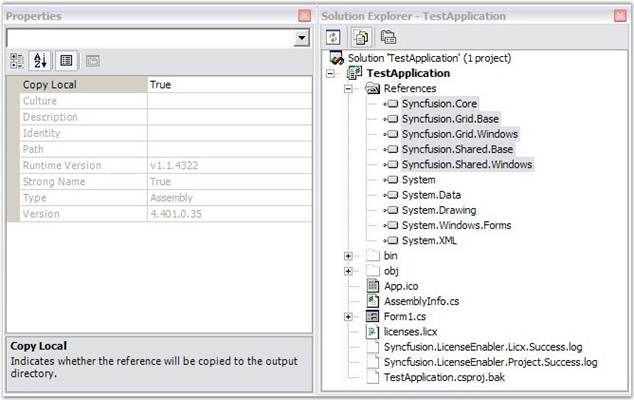 Properties
Copy Local True
Culture
Description
Identity
Path
Runtime Version v1.1.4322
Strong Name True
Type Assembly
Version 4.401.0.35
Copy Local
Indicates whether the reference will be copied to the output
directory.
Solution Explorer - TestApplication
Solution 'TestApplication' (1 project)
TestApplication
References
Syncfusion.Core
Syncfusion.Grid.Base
Syncfusion.Grid.Windows
Syncfusion.Shared.Base
Syncfusion.Shared.Windows
System
System.Data
System.Drawing
System.Windows.Forms
System.XML
bin
obj
App.ico
AssemblyInfo.cs
Form1.cs
licenses.licx
Syncfusion.LicenseEnabler.Licx.Success.log
Syncfusion.LicenseEnabler.Project.Success.log
TestApplication.csproj.bak